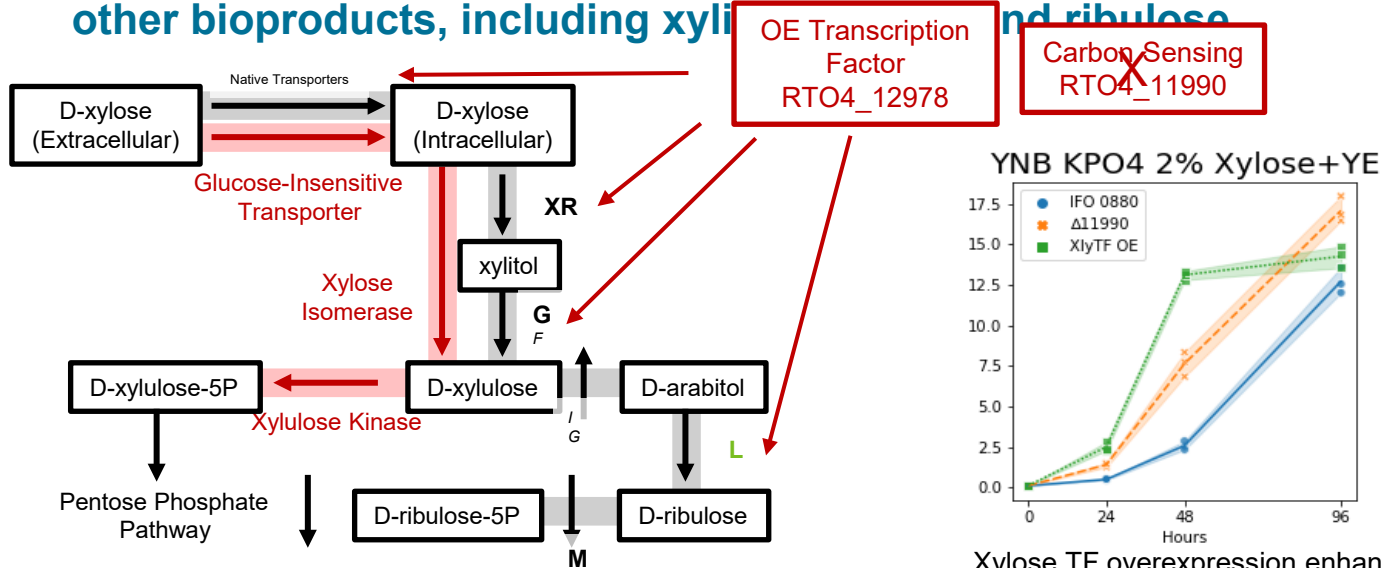 other bioproducts, including xyli
nd ribulose
OE Transcription
Factor
RTO4_12978
Carbon Sensing
X
RTO4_11990
Native Transporters
D-xylose
(Extracellular)
D-xylose
(Intracellular)
Glucose-Insensitive
Transporter
XR
xylitol
Xylose
Isomerase
G
F
D-xylulose-5P
D-xylulose
D-arabitol
Xylulose Kinase
I
G
L
Pentose Phosphate
Pathway
D-ribulose-5P
D-ribulose
M
YNB KPO4 2% Xylose+YE
IFO 0880
Δ11990
XlyTF OE
17.5
15.0
12.5
10.0
7.5
5.0
2.5
0.0
0 24 48 96
Hours
Xylose TF overexpression enhan